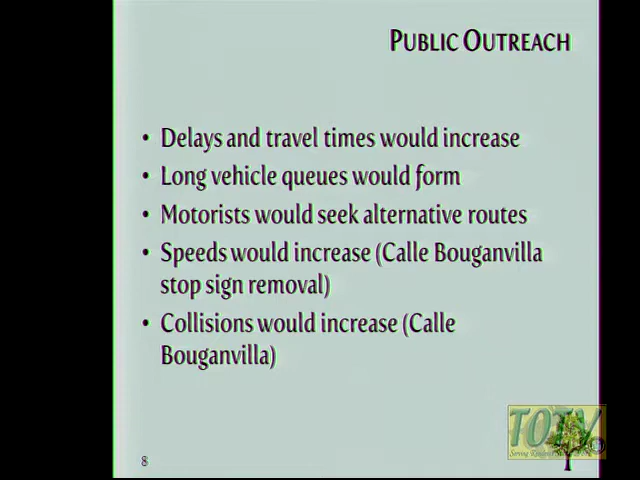 PUBLIC OUTREACH
• Delays and travel times would increase
• Long vehicle queues would form
• Motorists would seek alternative routes
• Speeds would increase (Calle Bouganvilla
stop sign removal)
• Collisions would increase (Calle
Bouganvilla)
TOTV
8